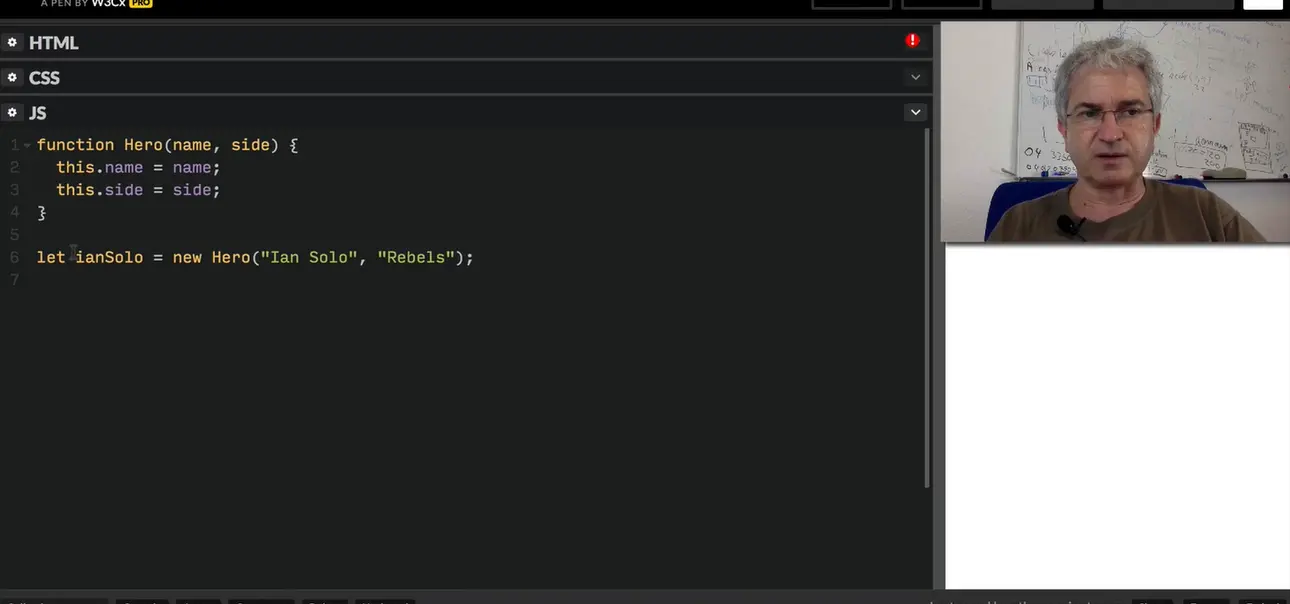 A PEN BY W3Cx PRO
HTML
CSS
JS
1 function Hero(name, side) {
2 this.name = name;
3 this.side = side;
4 }
5
6 let ianSolo = new Hero("Ian Solo", "Rebels");
7